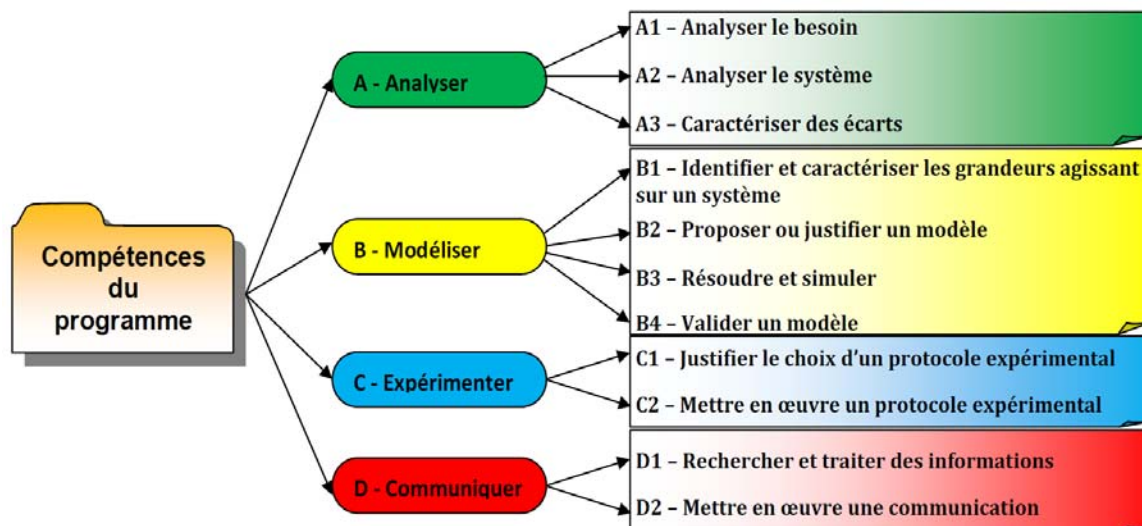 Compétences
du
programme
A - Analyser
A1 – Analyser le besoin
A2 – Analyser le système
A3 – Caractériser des écarts
B - Modéliser
B1 – Identifier et caractériser les grandeurs agissant
sur un système
B2 – Proposer ou justifier un modèle
B3 – Résoudre et simuler
B4 – Valider un modèle
C - Expérimenter
C1 – Justifier le choix d’un protocole expérimental
C2 – Mettre en œuvre un protocole expérimental
D - Communiquer
D1 – Rechercher et traiter des informations
D2 – Mettre en œuvre une communication